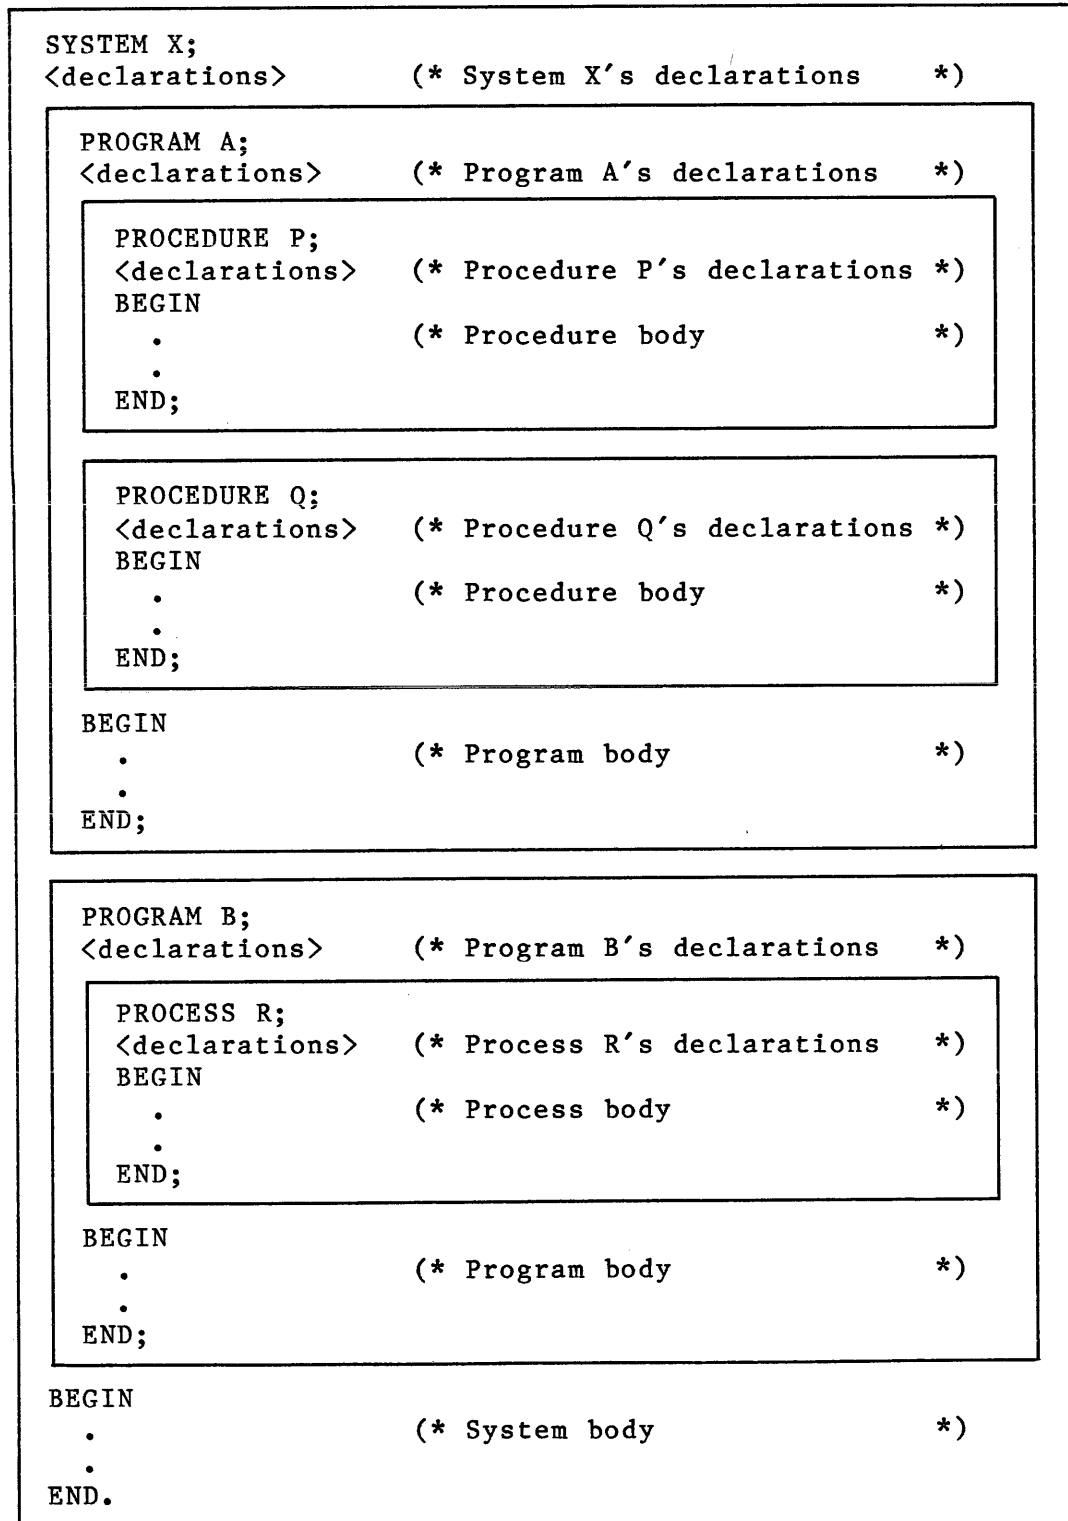 SYSTEM X;
<declarations> (* System X's declarations *)
PROGRAM A;
<declarations> (* Program A's declarations *)
PROCEDURE P;
<declarations> (* Procedure P's declarations *)
BEGIN
. (* Procedure body *)
.
END;
PROCEDURE Q;
<declarations> (* Procedure Q's declarations *)
BEGIN
. (* Procedure body *)
.
END;
BEGIN
. (* Program body *)
.
END;
PROGRAM B;
<declarations> (* Program B's declarations *)
PROCESS R;
<declarations> (* Process R's declarations *)
BEGIN
. (* Process body *)
.
END;
BEGIN
. (* Program body *)
.
END;
BEGIN
. (* System body *)
.
END.